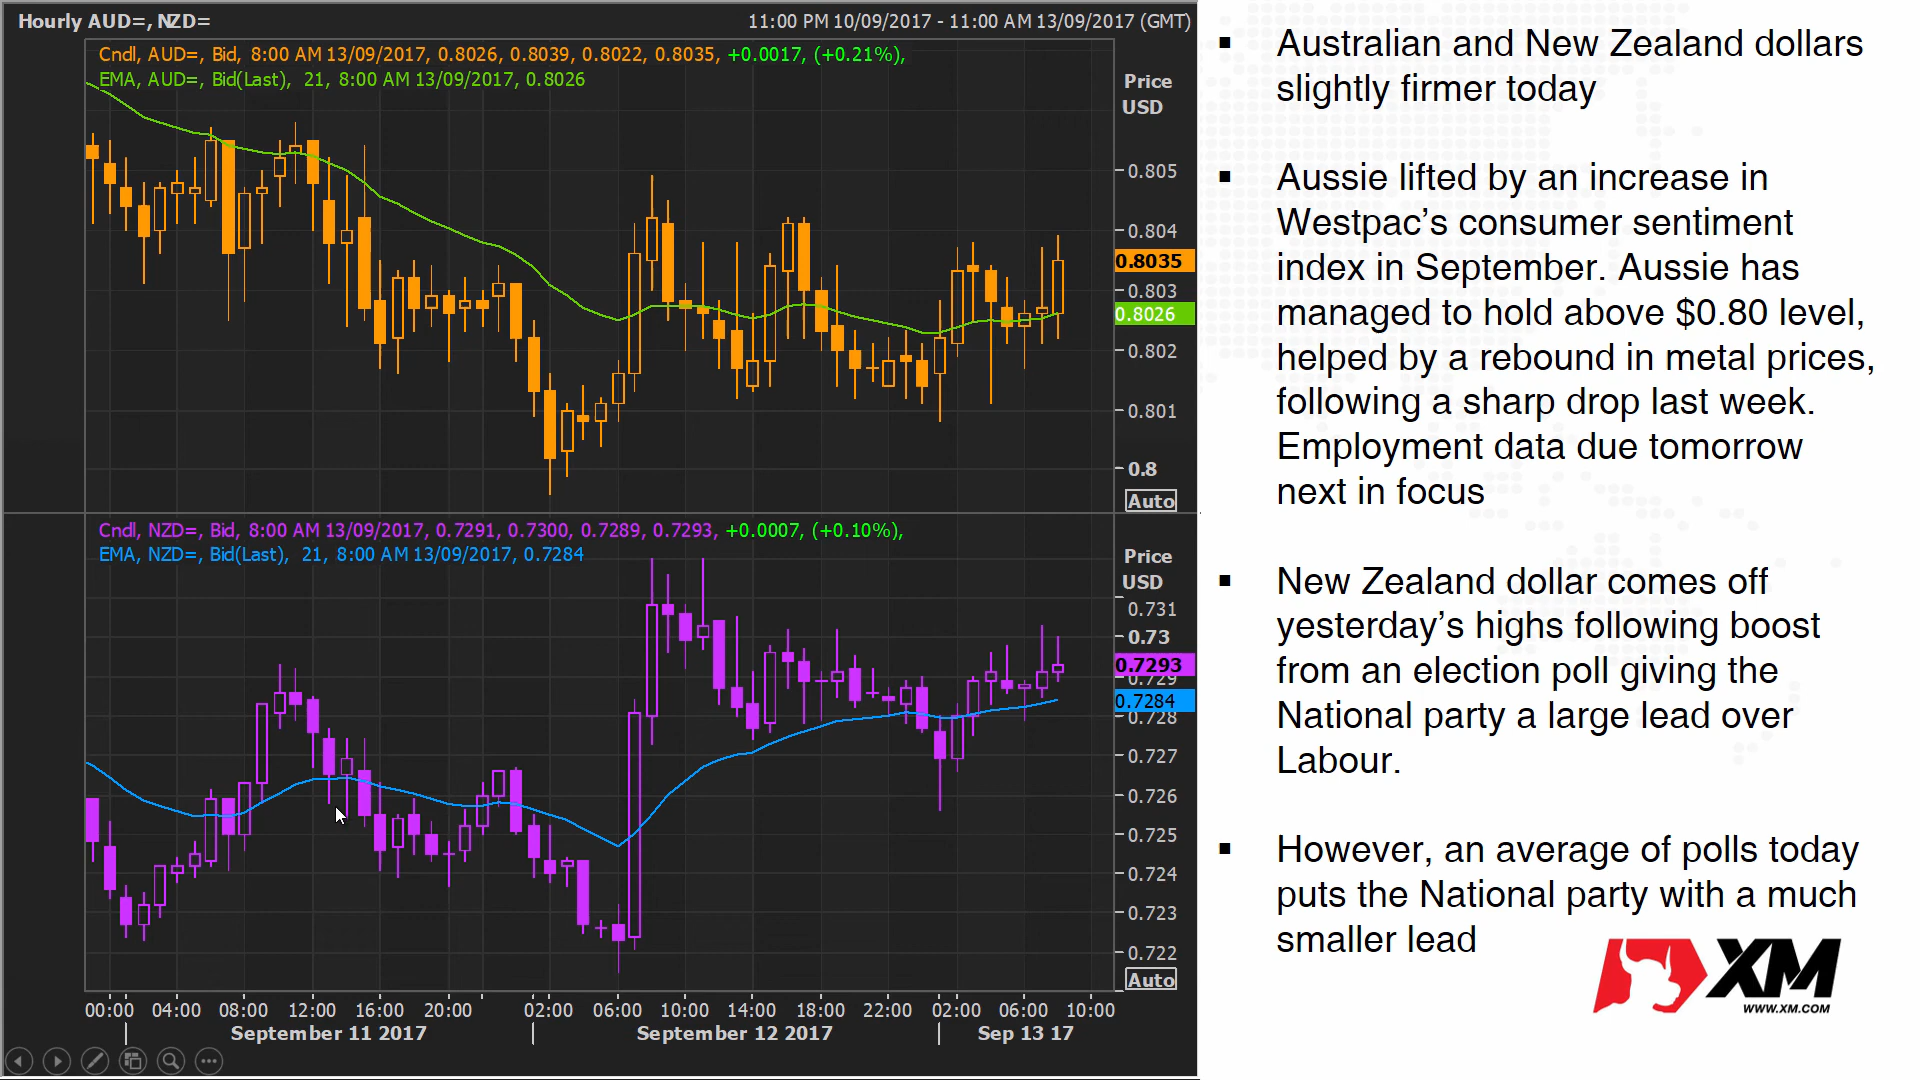 Hourly AUD=, NZD=
11:00 PM 10/09/2017 - 11:00 AM 13/09/2017 (GMT)
Cndl, AUD=, Bid, 8:00 AM 13/09/2017, 0.8026, 0.8039, 0.8022, 0.8035, +0.0017, (+0.21%),
EMA, AUD=, Bid(Last), 21, 8:00 AM 13/09/2017, 0.8026
Price
USD
0.805
0.804
0.8035
0.803
0.8026
0.802
0.801
0.8
Auto
Cndl, NZD=, Bid, 8:00 AM 13/09/2017, 0.7291, 0.7300, 0.7289, 0.7293, +0.0007, (+0.10%),
EMA, NZD=, Bid(Last), 21, 8:00 AM 13/09/2017, 0.7284
Price
USD
0.731
0.73
0.7293
0.729
0.7284
0.728
0.727
0.726
0.725
0.724
0.723
0.722
Auto
00:00 04:00 08:00 12:00 16:00 20:00 02:00 06:00 10:00 14:00 18:00 22:00 02:00 06:00 10:00
September 11 2017 September 12 2017 Sep 13 17
Australian and New Zealand dollars
slightly firmer today
Aussie lifted by an increase in
Westpac’s consumer sentiment
index in September. Aussie has
managed to hold above $0.80 level,
helped by a rebound in metal prices,
following a sharp drop last week.
Employment data due tomorrow
next in focus
New Zealand dollar comes off
yesterday’s highs following boost
from an election poll giving the
National party a large lead over
Labour.
However, an average of polls today
puts the National party with a much
smaller lead
XM
WWW.XM.COM